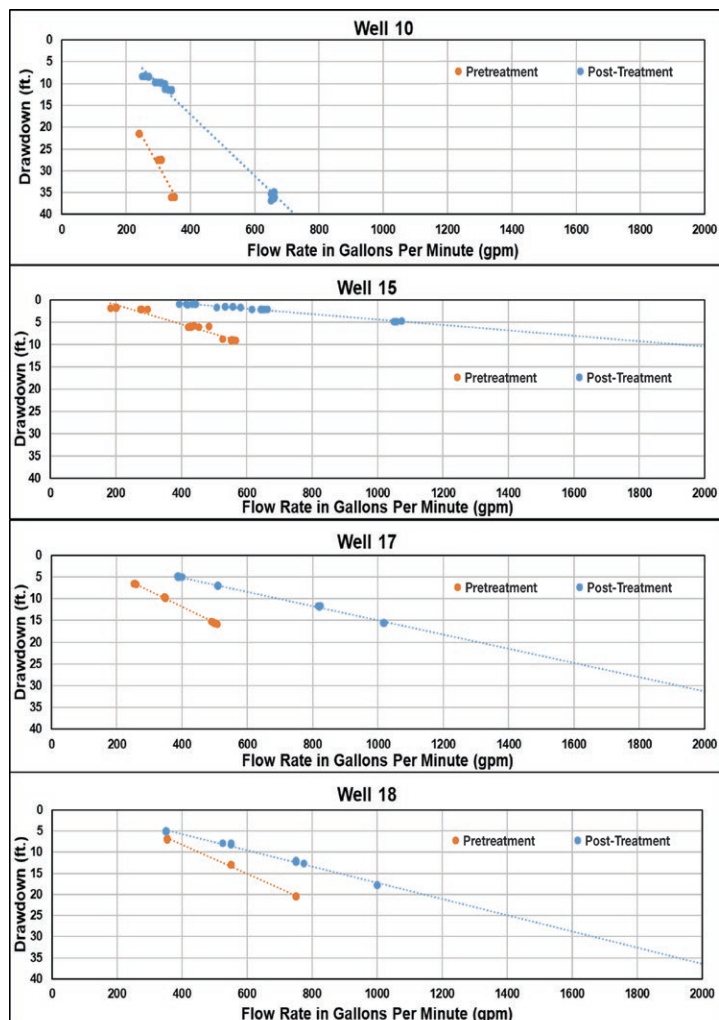 Well 10
Drawdown (ft.)
0
5
10
15
20
25
30
35
40
Pretreatment Post-Treatment
0 200 400 600 800 1000 1200 1400 1600 1800 2000
Flow Rate in Gallons Per Minute (gpm)
Well 15
Drawdown (ft.)
0
5
10
15
20
25
30
35
40
Pretreatment Post-Treatment
0 200 400 600 800 1000 1200 1400 1600 1800 2000
Flow Rate in Gallons Per Minute (gpm)
Well 17
Drawdown (ft.)
0
5
10
15
20
25
30
35
40
Pretreatment Post-Treatment
0 200 400 600 800 1000 1200 1400 1600 1800 2000
Flow Rate in Gallons Per Minute (gpm)
Well 18
Drawdown (ft.)
0
5
10
15
20
25
30
35
40
Pretreatment Post-Treatment
0 200 400 600 800 1000 1200 1400 1600 1800 2000
Flow Rate in Gallons Per Minute (gpm)